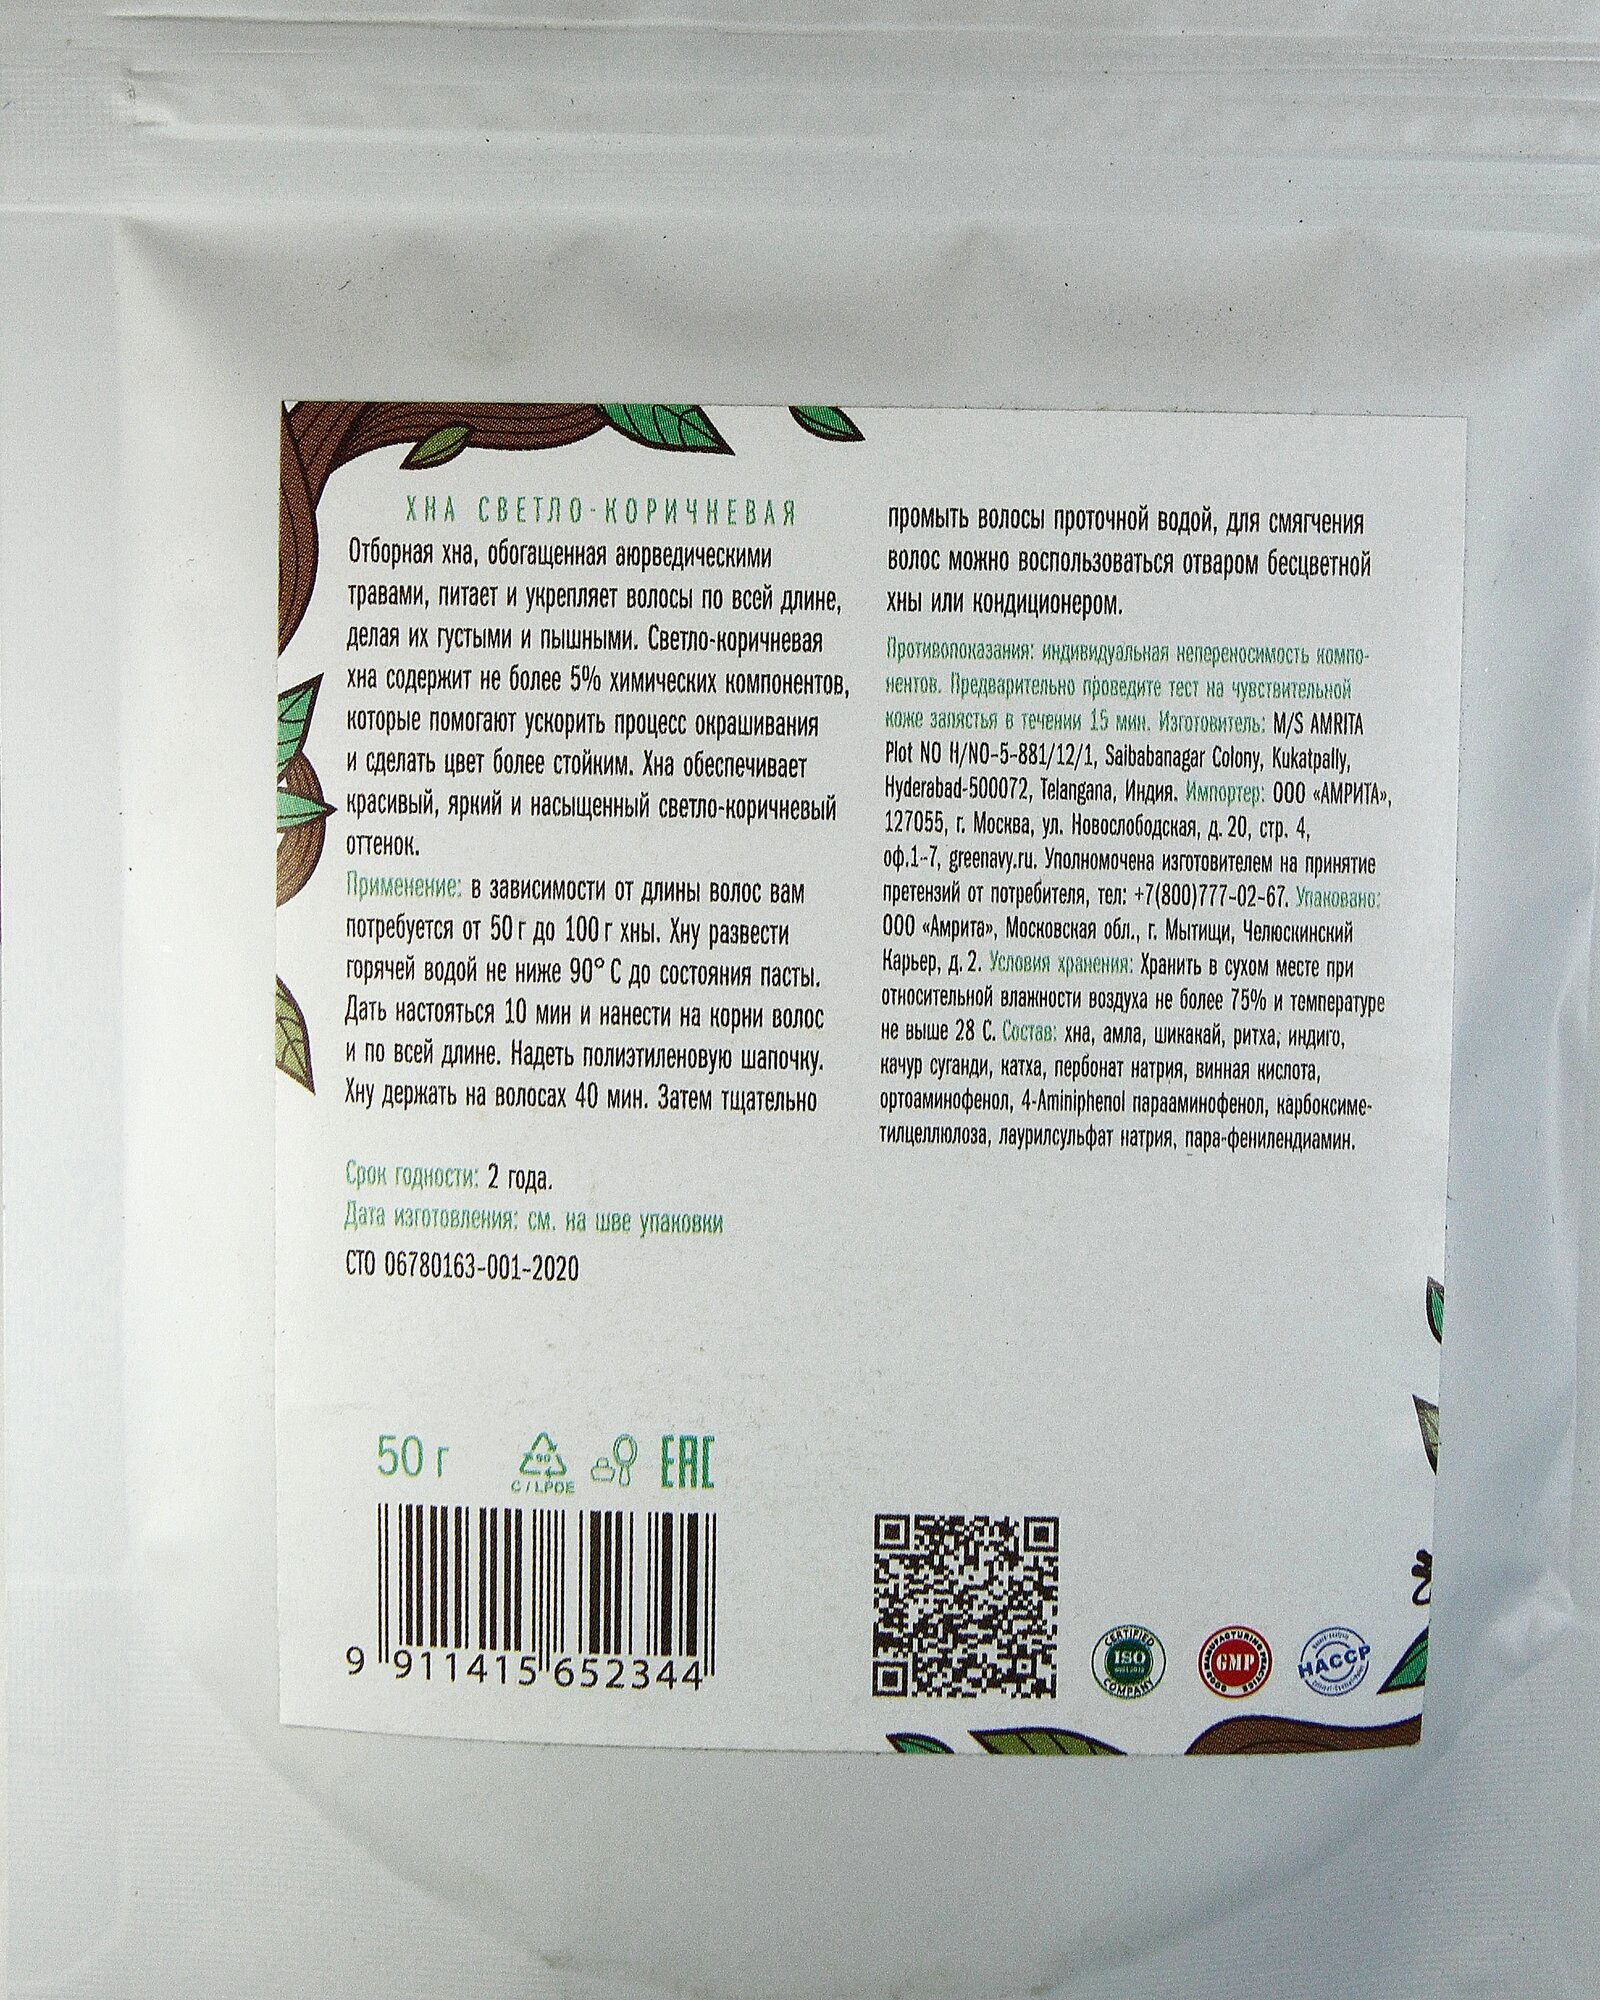 ХНА СВЕТЛО-КОРИЧНЕВАЯ
Отборная хна, обогащенная аюрведическими
травами, питает и укрепляет волосы по всей длине,
делая их густыми и пышными. Светло-коричневая
хна содержит не более 5% химических компонентов,
которые помогают ускорить процесс окрашивания
и сделать цвет более стойким. Хна обеспечивает
красивый, яркий и насыщенный светло-коричневый
оттенок.
Применение: в зависимости от длины волос вам
потребуется от 50 г до 100 г хны. Хну развести
горячей водой не ниже 90° С до состояния пасты.
Дать настояться 10 мин и нанести на корни волос
и по всей длине. Надеть полиэтиленовую шапочку.
Хну держать на волосах 40 мин. Затем тщательно
Срок годности: 2 года.
Дата изготовления: см. на шве упаковки
СТО 06780163-001-2020
промыть волосы проточной водой, для смягчения
волос можно воспользоваться отваром бесцветной
хны или кондиционером.
Противопоказания: индивидуальная непереносимость компо-
нентов. Предварительно проведите тест на чувствительной
коже запястья в течении 15 мин. Изготовитель: M/S AMRITA
Plot NO H/NO-5-881/12/1, Saibabanagar Colony, Kukatpally,
Hyderabad-500072, Telangana, Индия. Импортер: ООО «АМРИТА»,
127055, г. Москва, ул. Новослободская, д. 20, стр. 4,
оф.1-7, greenavy.ru. Уполномочена изготовителем на принятие
претензий от потребителя, тел: +7(800)777-02-67. Упаковано:
ООО «Амрита», Московская обл., г. Мытищи, Челюскинский
Карьер, д. 2. Условия хранения: Хранить в сухом месте при
относительной влажности воздуха не более 75% и температуре
не выше 28 С. Состав: хна, амла, шикакай, ритха, индиго,
качур суганди, катха, пербонат натрия, винная кислота,
ортоаминофенол, 4-Aminiphenol парааминофенол, карбоксиме-
тилцеллюлоза, лаурилсульфат натрия, пара-фенилендиамин.
50 г
90
C/LPDE
EAC
9 911415 652344
CERTIFIED
ISO
COMPANY
GOOD MANUFACTURING PRACTICE
GMP
HACCP